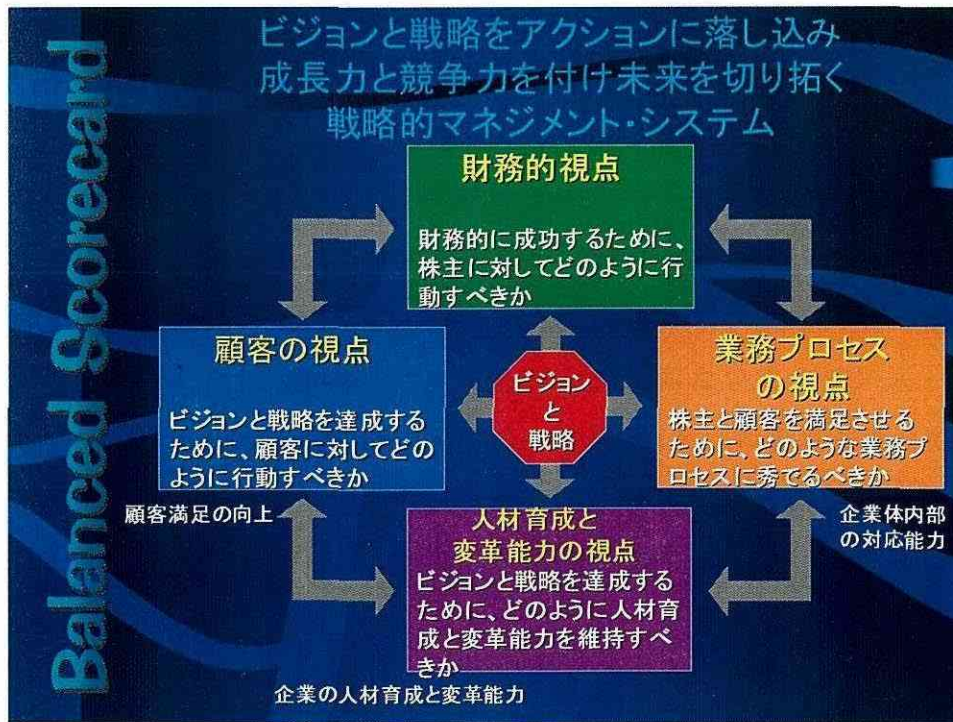 Balanced Scorecard
ビジョンと戦略をアクションに落し込み
成長力と競争力を付け未来を切り拓く
戦略的マネジメント・システム
財務的視点
財務的に成功するために、
株主に対してどのように行
動すべきか
顧客の視点
ビジョンと戦略を達成する
ために、顧客に対してどの
ように行動すべきか
ビジョン
と
戦略
業務プロセス
の視点
株主と顧客を満足させる
ために、どのような業務プ
ロセスに秀でるべきか
顧客満足の向上
企業体内部
の対応能力
人材育成と
変革能力の視点
ビジョンと戦略を達成する
ために、どのように人材育
成と変革能力を維持すべ
きか
企業の人材育成と変革能力